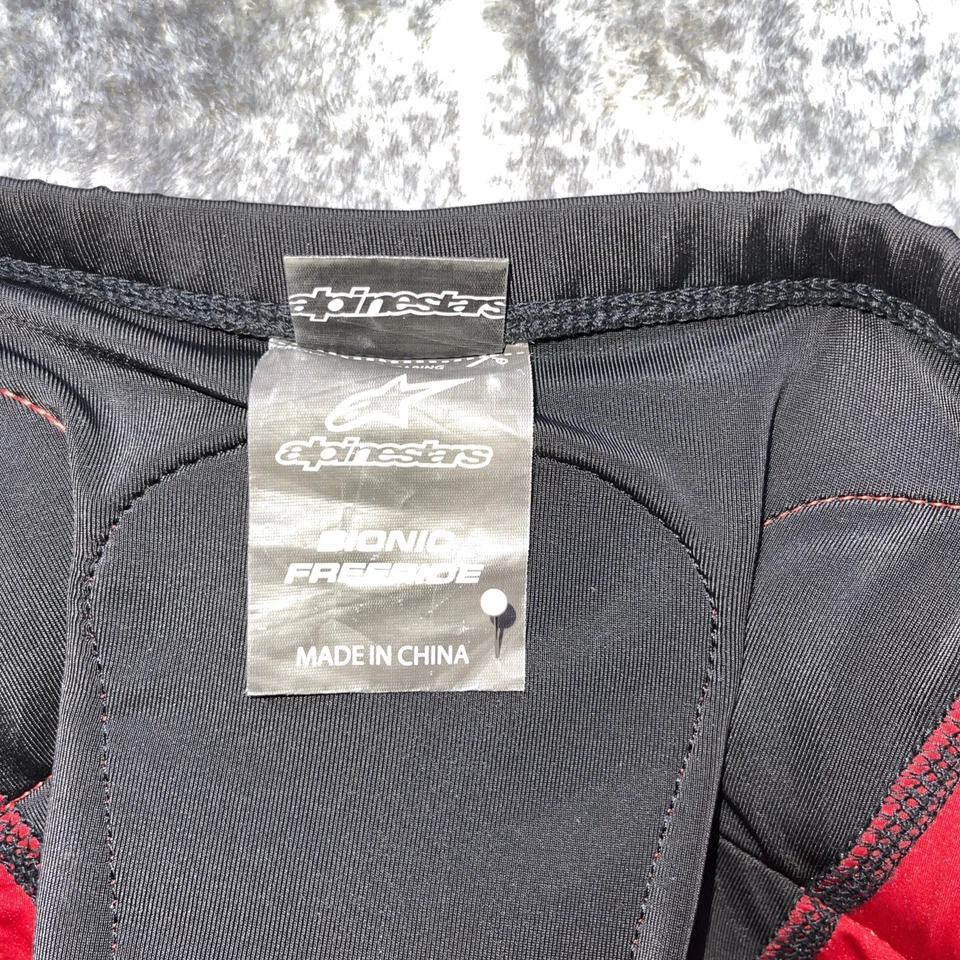 alpinestars
alpinestars
BIONIC
FREERIDE
MADE IN CHINA